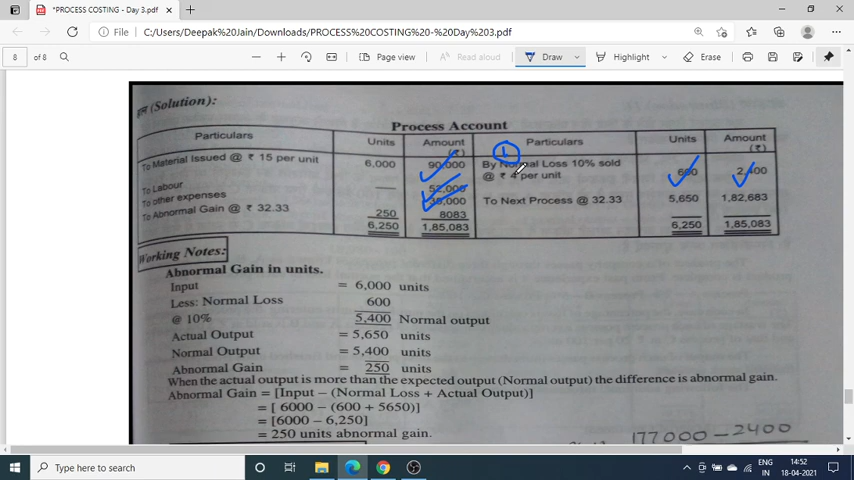 *PROCESS COSTING - Day 3.pdf
File C:/Users/Deepak%20Jain/Downloads/PROCESS%20COSTING%20-%20Day%203.pdf
8 of 8 Page view Read aloud Draw Highlight Erase
(Solution):
Process Account
Particulars Units Amount (₹) Particulars Units Amount (₹)
To Material Issued @ ₹ 15 per unit 6,000 90,000 By Normal Loss 10% sold @ ₹ 4 per unit 600 2,400
To Labour — 52,000
To other expenses 35,000 To Next Process @ 32.33 5,650 1,82,683
To Abnormal Gain @ 32.33 250 8083
6,250 1,85,083 6,250 1,85,083
Working Notes:
Abnormal Gain in units.
Input = 6,000 units
Less: Normal Loss 600
@ 10% 5,400 Normal output
Actual Output = 5,650 units
Normal Output = 5,400 units
Abnormal Gain = 250 units
When the actual output is more than the expected output (Normal output) the difference is abnormal gain.
Abnormal Gain = [Input − (Normal Loss + Actual Output)]
= [ 6000 − (600 + 5650)]
= [6000 − 6,250]
= 250 units abnormal gain.
177000 − 2400
Type here to search
ENG
IN
14:52
18-04-2021